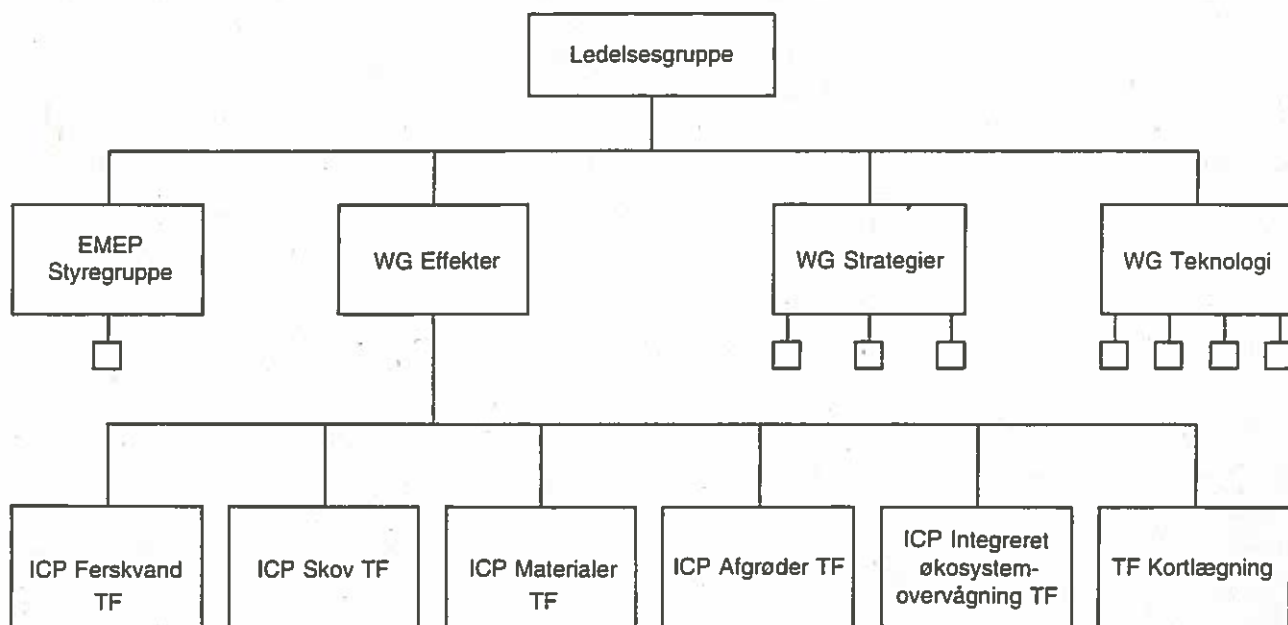 Ledelsesgruppe
EMEP
Styregruppe
WG Effekter
WG Strategier
WG Teknologi
ICP Ferskvand
TF
ICP Skov TF
ICP Materialer
TF
ICP Afgrøder TF
ICP Integreret
økosystem-
overvågning TF
TF Kortlægning